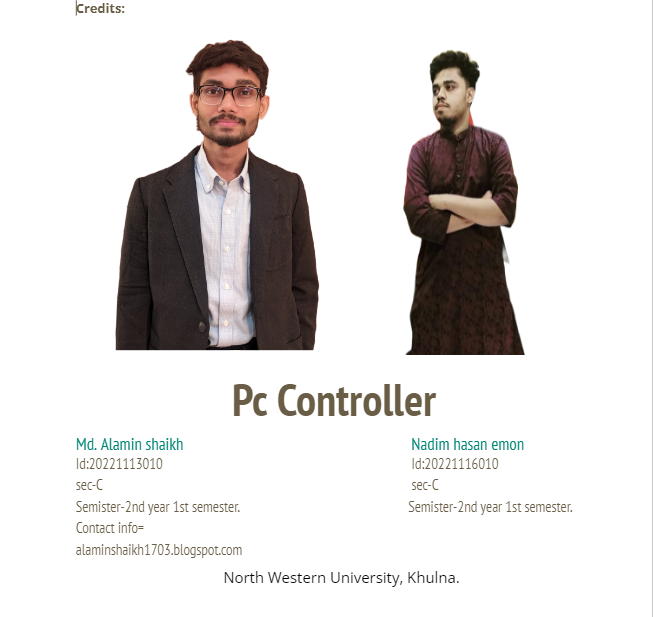 Credits:
Pc Controller
Md. Alamin shaikh
Id:20221113010
sec-C
Semister-2nd year 1st semester.
Contact info=
alaminshaikh1703.blogspot.com
Nadim hasan emon
Id:20221116010
sec-C
Semister-2nd year 1st semester.
North Western University, Khulna.